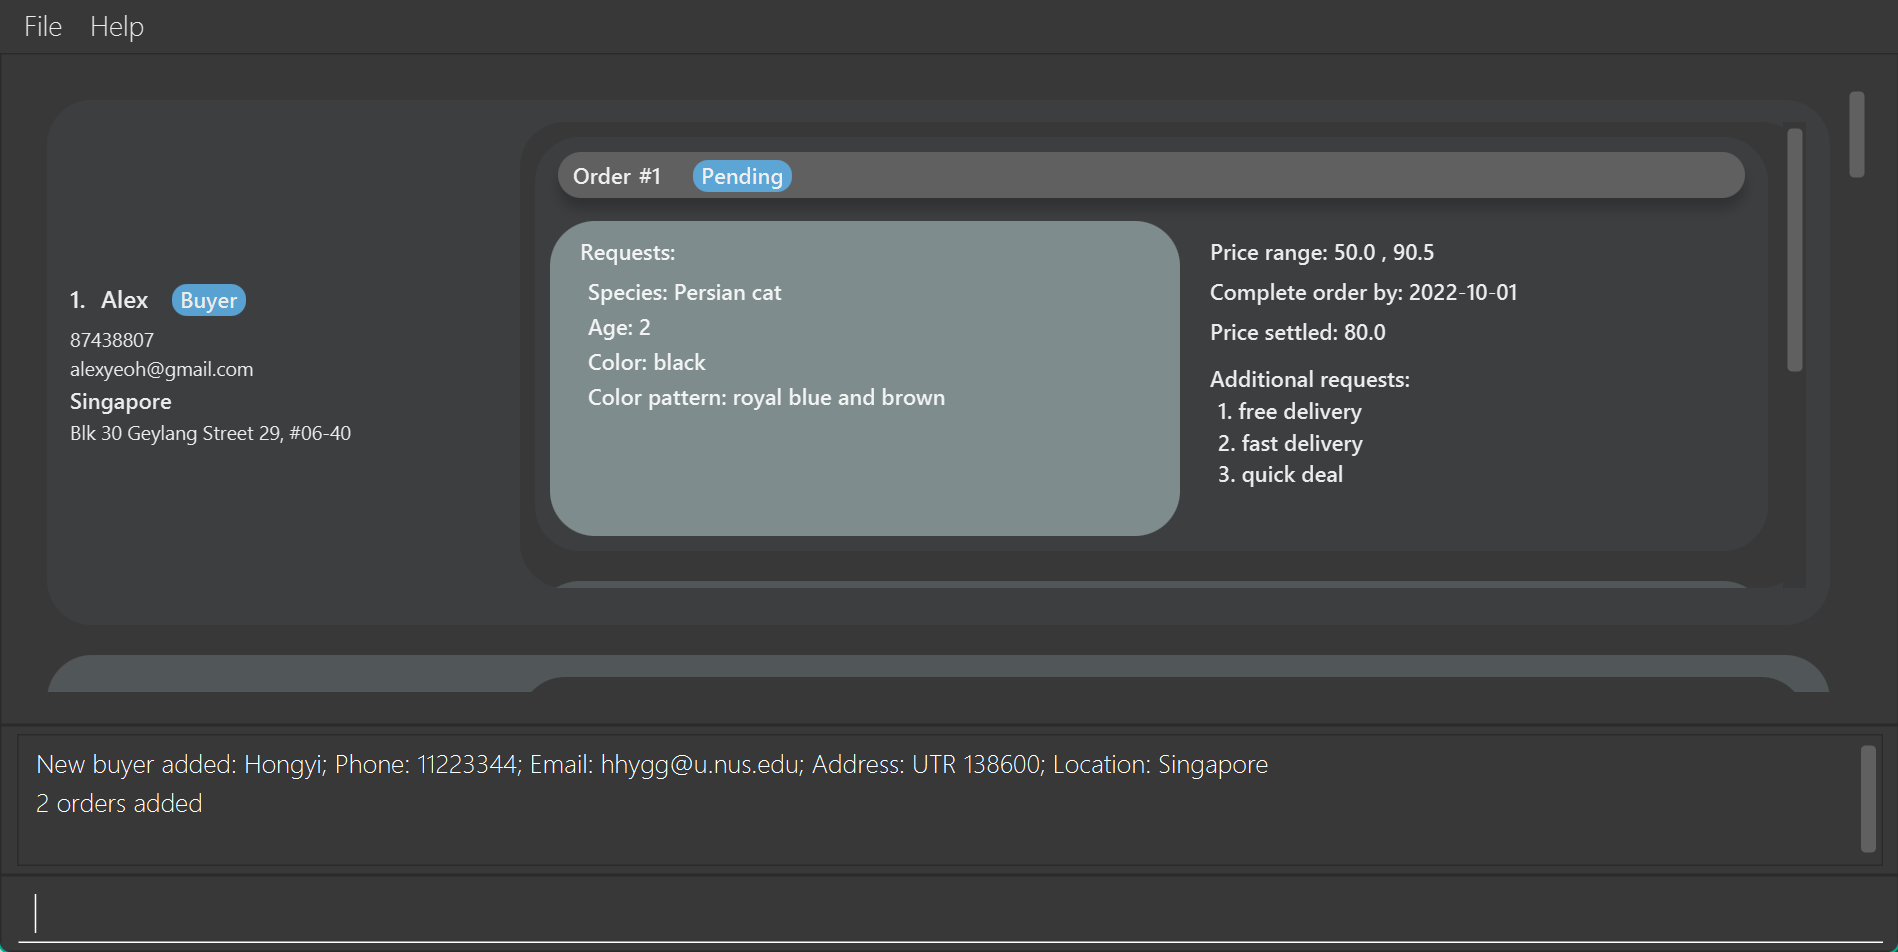 File Help
Order #1 Pending
Requests:
Species: Persian cat
Age: 2
Color: black
Color pattern: royal blue and brown
Price range: 50.0 , 90.5
Complete order by: 2022-10-01
Price settled: 80.0
Additional requests:
1. free delivery
2. fast delivery
3. quick deal
1. Alex Buyer
87438807
alexyeoh@gmail.com
Singapore
Blk 30 Geylang Street 29, #06-40
New buyer added: Hongyi; Phone: 11223344; Email: hhygg@u.nus.edu; Address: UTR 138600; Location: Singapore
2 orders added